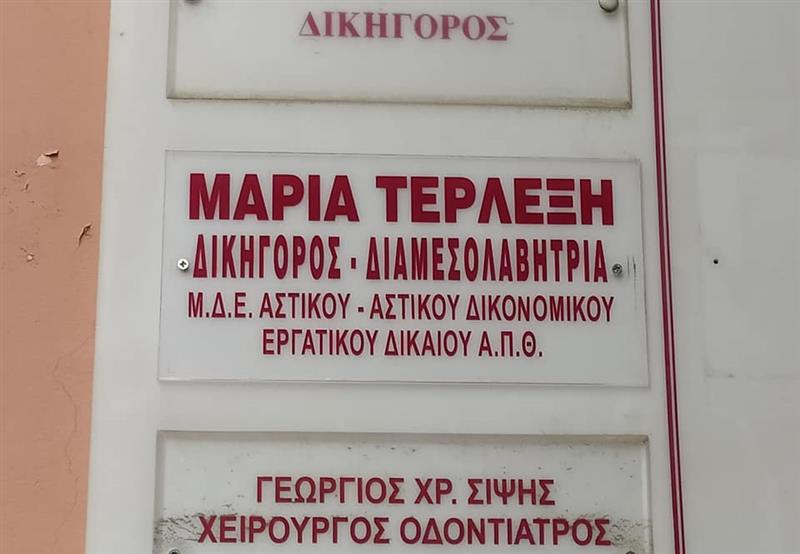 ΔΙΚΗΓΟΡΟΣ
ΜΑΡΙΑ ΤΕΡΛΕΞΗ
ΔΙΚΗΓΟΡΟΣ - ΔΙΑΜΕΣΟΛΑΒΗΤΡΙΑ
Μ.Δ.Ε. ΑΣΤΙΚΟΥ - ΑΣΤΙΚΟΥ ΔΙΚΟΝΟΜΙΚΟΥ
ΕΡΓΑΤΙΚΟΥ ΔΙΚΑΙΟΥ Α.Π.Θ.
ΓΕΩΡΓΙΟΣ ΧΡ. ΣΙΨΗΣ
ΧΕΙΡΟΥΡΓΟΣ ΟΔΟΝΤΙΑΤΡΟΣ